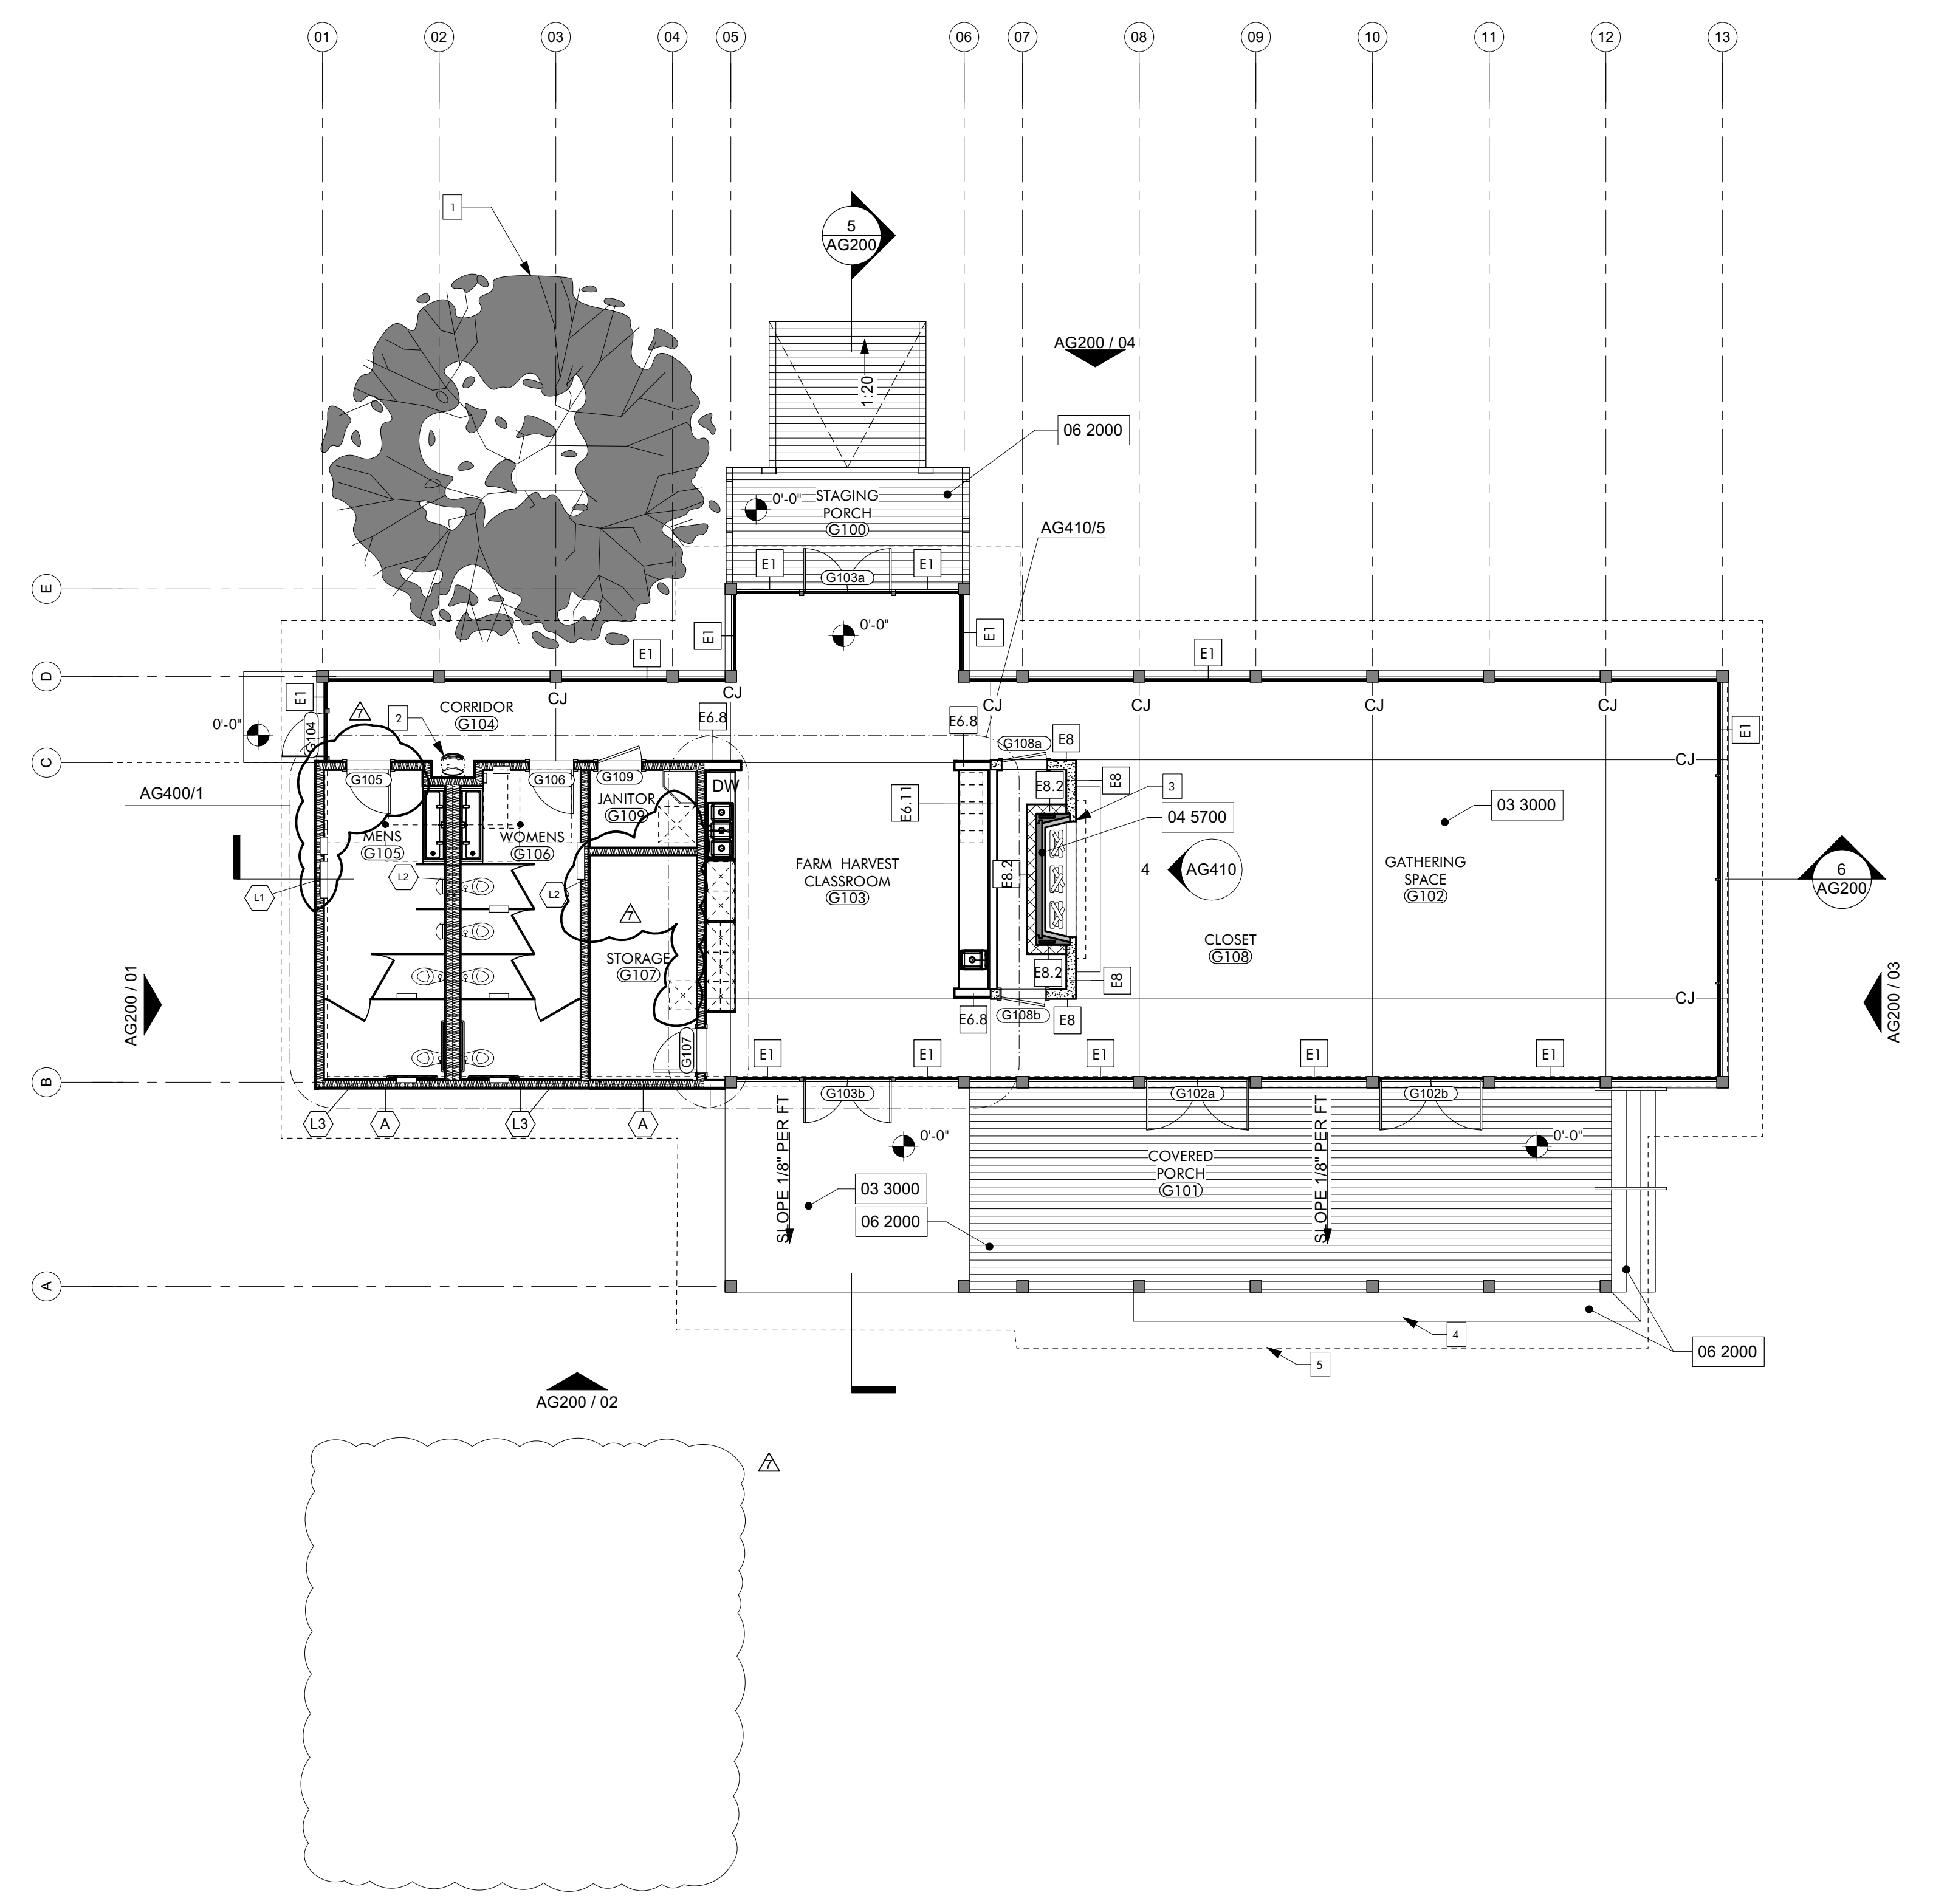 01 02 03 04 05 06 07 08 09 10 11 12 13
1
5
AG200
AG200 / 04
1:20
06 2000
0'-0" STAGING
PORCH
G100
AG410/5
E1 E1
G103a
E
E1 0'-0" E1
E1 E1
D
CJ CJ CJ CJ CJ CJ
E1
CORRIDOR
G104
7 2
0'-0"
G104
E6.8 E6.8
G108a E8
E1
C
CJ
G105 G106 G109
DW
E8.2 E8 3
AG400/1
JANITOR
G109
E6.11
04 5700
03 3000
MENS
G105
WOMENS
G106
FARM HARVEST
CLASSROOM
G103
E8.2
4 AG410
GATHERING
SPACE
G102
6
AG200
L1 L2 L2
7
CLOSET
G108
STORAGE
G107
E8.2 E8
CJ
AG200 / 01
AG200 / 03
E6.8 G108b E8
G107
E1 E1 E1 E1 E1
B
G103b G102a G102b
L3 A L3 A
SLOPE 1/8" PER FT
SLOPE 1/8" PER FT
0'-0" 0'-0"
COVERED
PORCH
G101
03 3000
06 2000
A
4
5
06 2000
AG200 / 02
7